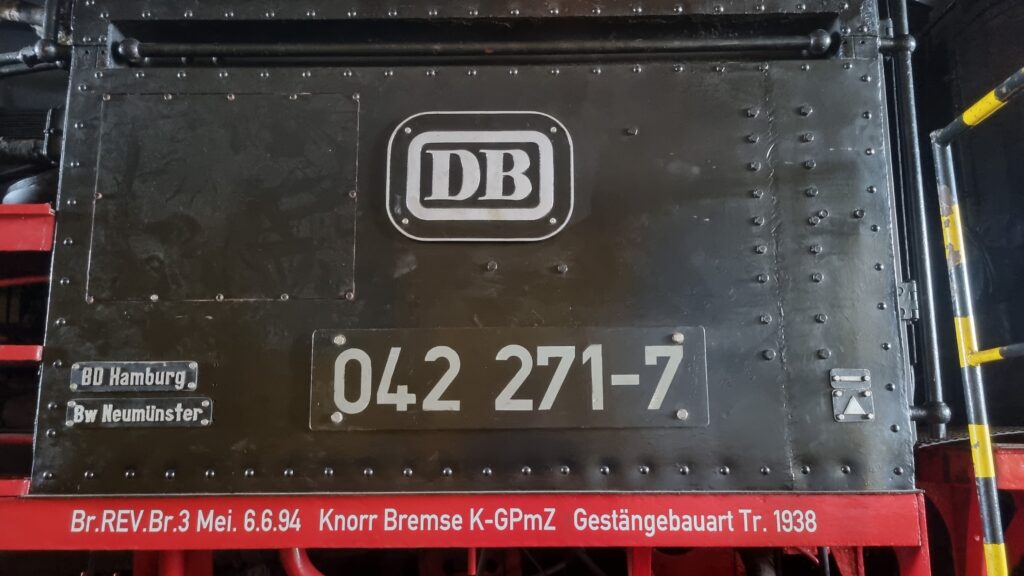 DB
042 271-7
BD Hamburg
Bw Neumünster
Br.REV.Br.3 Mei. 6.6.94 Knorr Bremse K-GPmZ Gestängebauart Tr. 1938